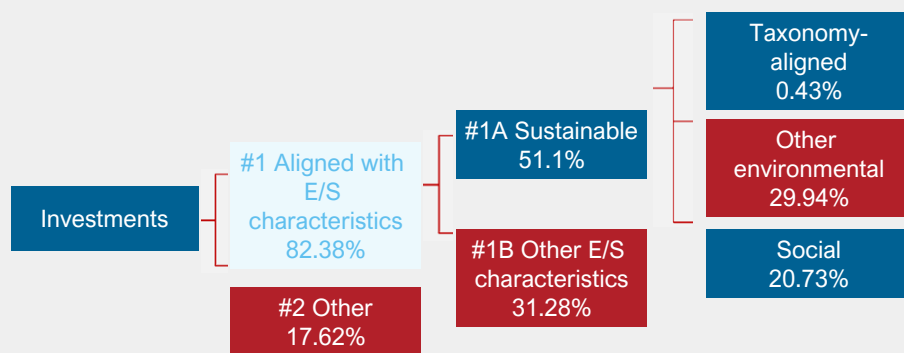 Investments
#1 Aligned with
E/S
characteristics
82.38%
#2 Other
17.62%
#1A Sustainable
51.1%
#1B Other E/S
characteristics
31.28%
Taxonomy-
aligned
0.43%
Other
environmental
29.94%
Social
20.73%